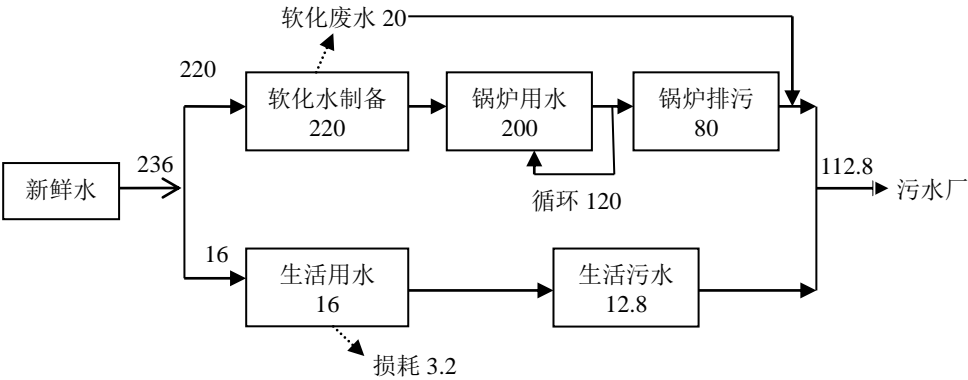 软化废水 20
220
软化水制备
220
锅炉用水
200
锅炉排污
80
236
新鲜水
循环 120
112.8
污水厂
16
生活用水
16
生活污水
12.8
损耗 3.2